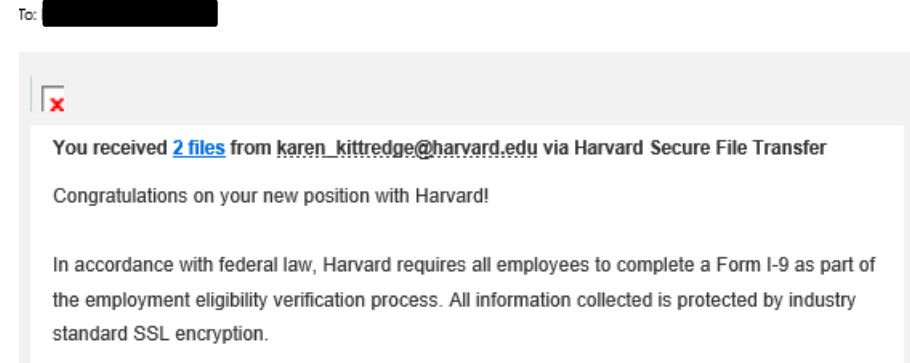 To:
You received 2 files from karen_kittredge@harvard.edu via Harvard Secure File Transfer
Congratulations on your new position with Harvard!
In accordance with federal law, Harvard requires all employees to complete a Form I-9 as part of
the employment eligibility verification process. All information collected is protected by industry
standard SSL encryption.